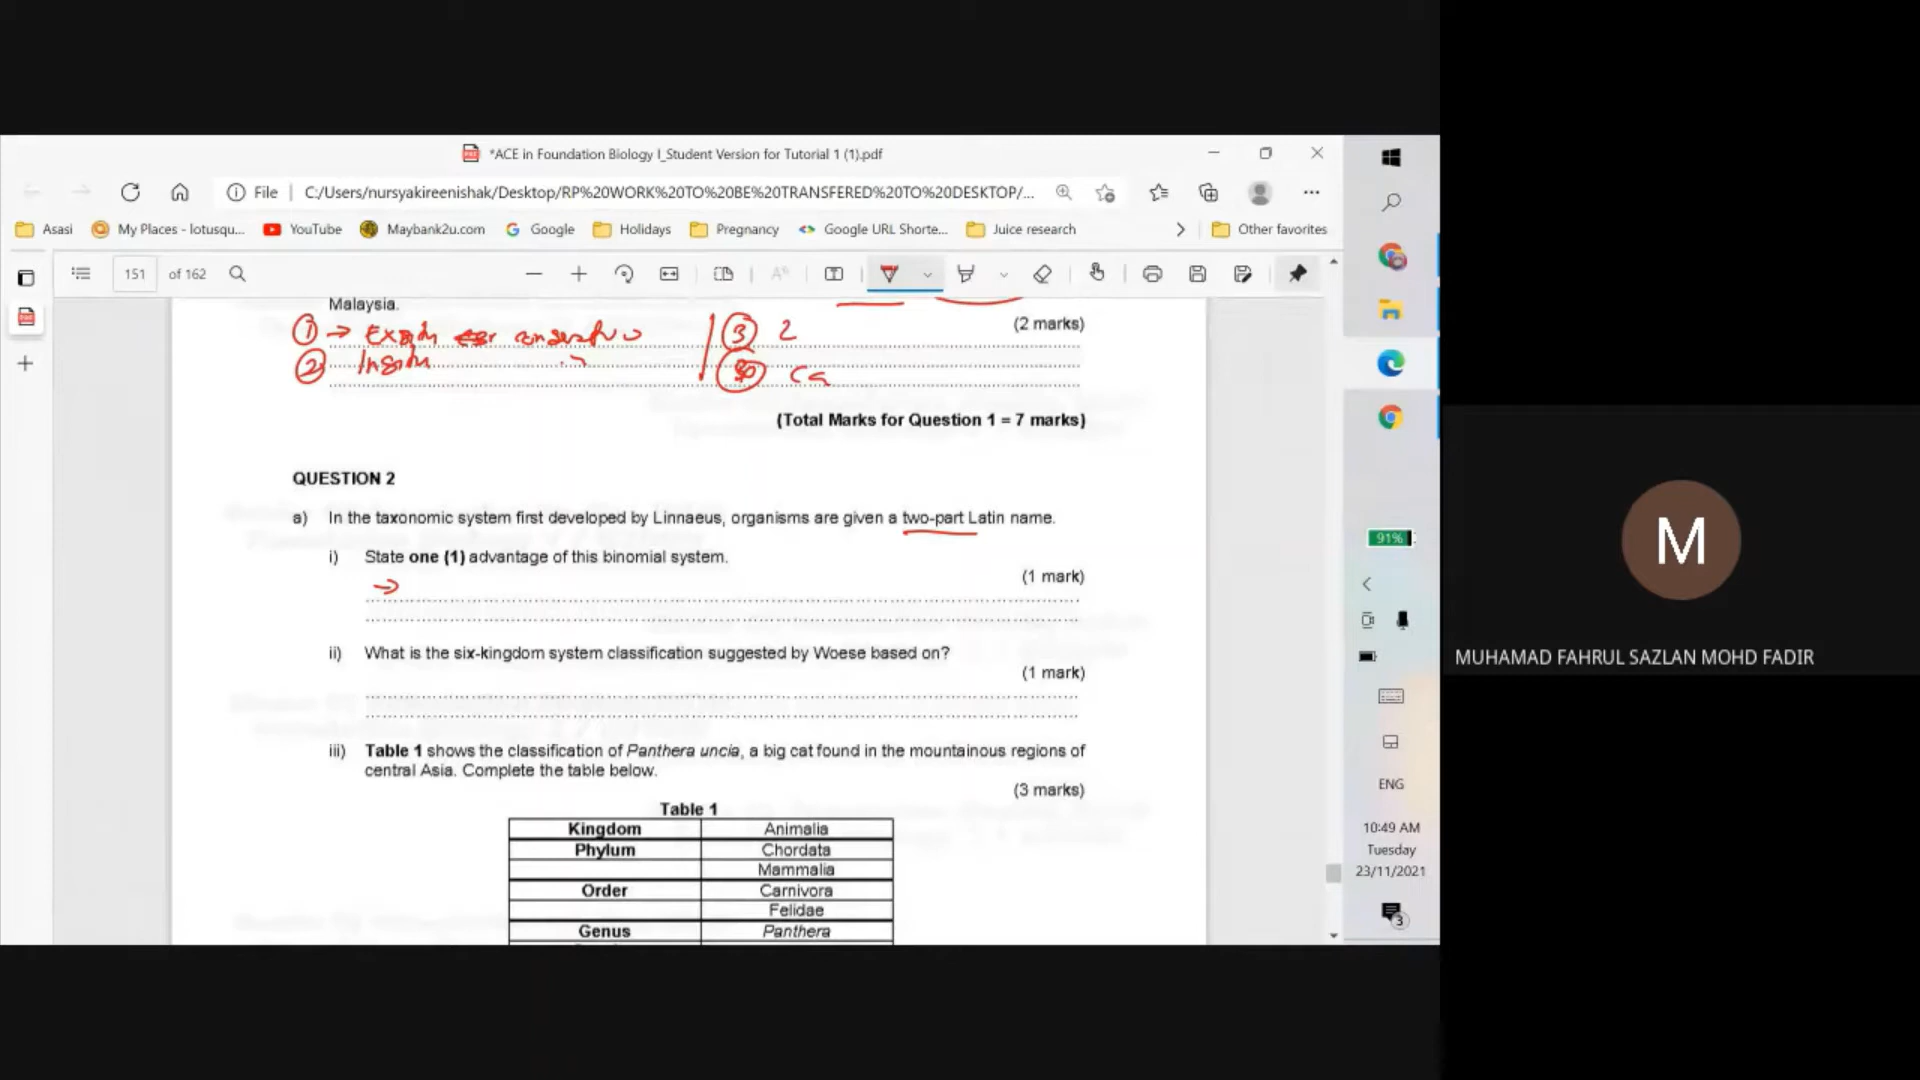 *ACE in Foundation Biology I_Student Version for Tutorial 1 (1).pdf
File | C:/Users/nursyakireenishak/Desktop/RP%20WORK%20TO%20BE%20TRANSFERED%20TO%20DESKTOP/...
Asasi My Places - lotusqu... YouTube Maybank2u.com Google Holidays Pregnancy Google URL Shorte... Juice research Other favorites
151 of 162
Malaysia.
(2 marks)
① → 3 2
②
(Total Marks for Question 1 = 7 marks)
QUESTION 2
a) In the taxonomic system first developed by Linnaeus, organisms are given a two-part Latin name.
i) State one (1) advantage of this binomial system.
(1 mark)
→
ii) What is the six-kingdom system classification suggested by Woese based on?
(1 mark)
iii) Table 1 shows the classification of Panthera uncia, a big cat found in the mountainous regions of
central Asia. Complete the table below.
(3 marks)
Table 1
Kingdom Animalia
Phylum Chordata
Mammalia
Order Carnivora
Felidae
Genus Panthera
91%
ENG
10:49 AM
Tuesday
23/11/2021
3
M
MUHAMAD FAHRUL SAZLAN MOHD FADIR